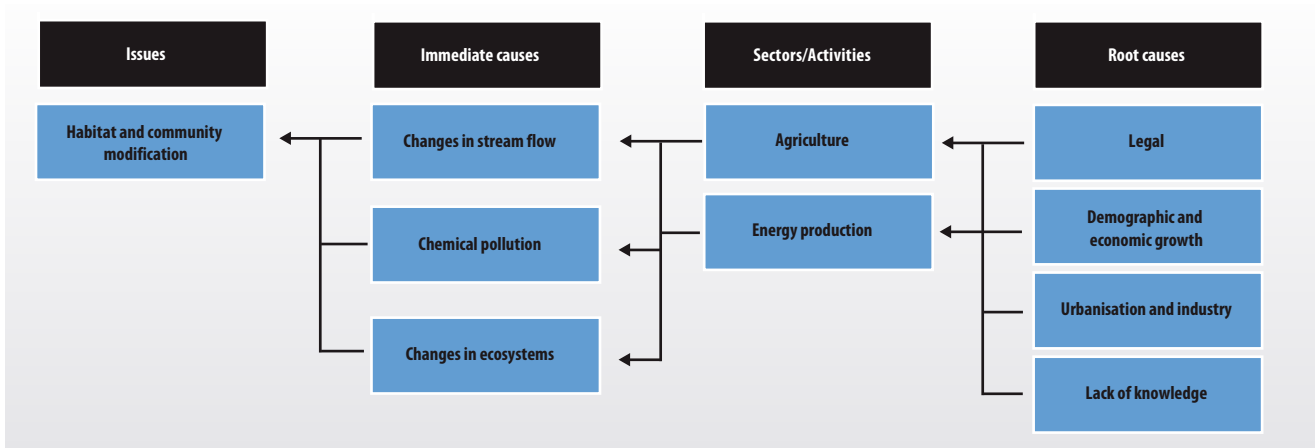 Issues
Immediate causes
Sectors/Activities
Root causes
Habitat and community
modification
Changes in stream flow
Agriculture
Legal
Chemical pollution
Energy production
Demographic and
economic growth
Changes in ecosystems
Urbanisation and industry
Lack of knowledge